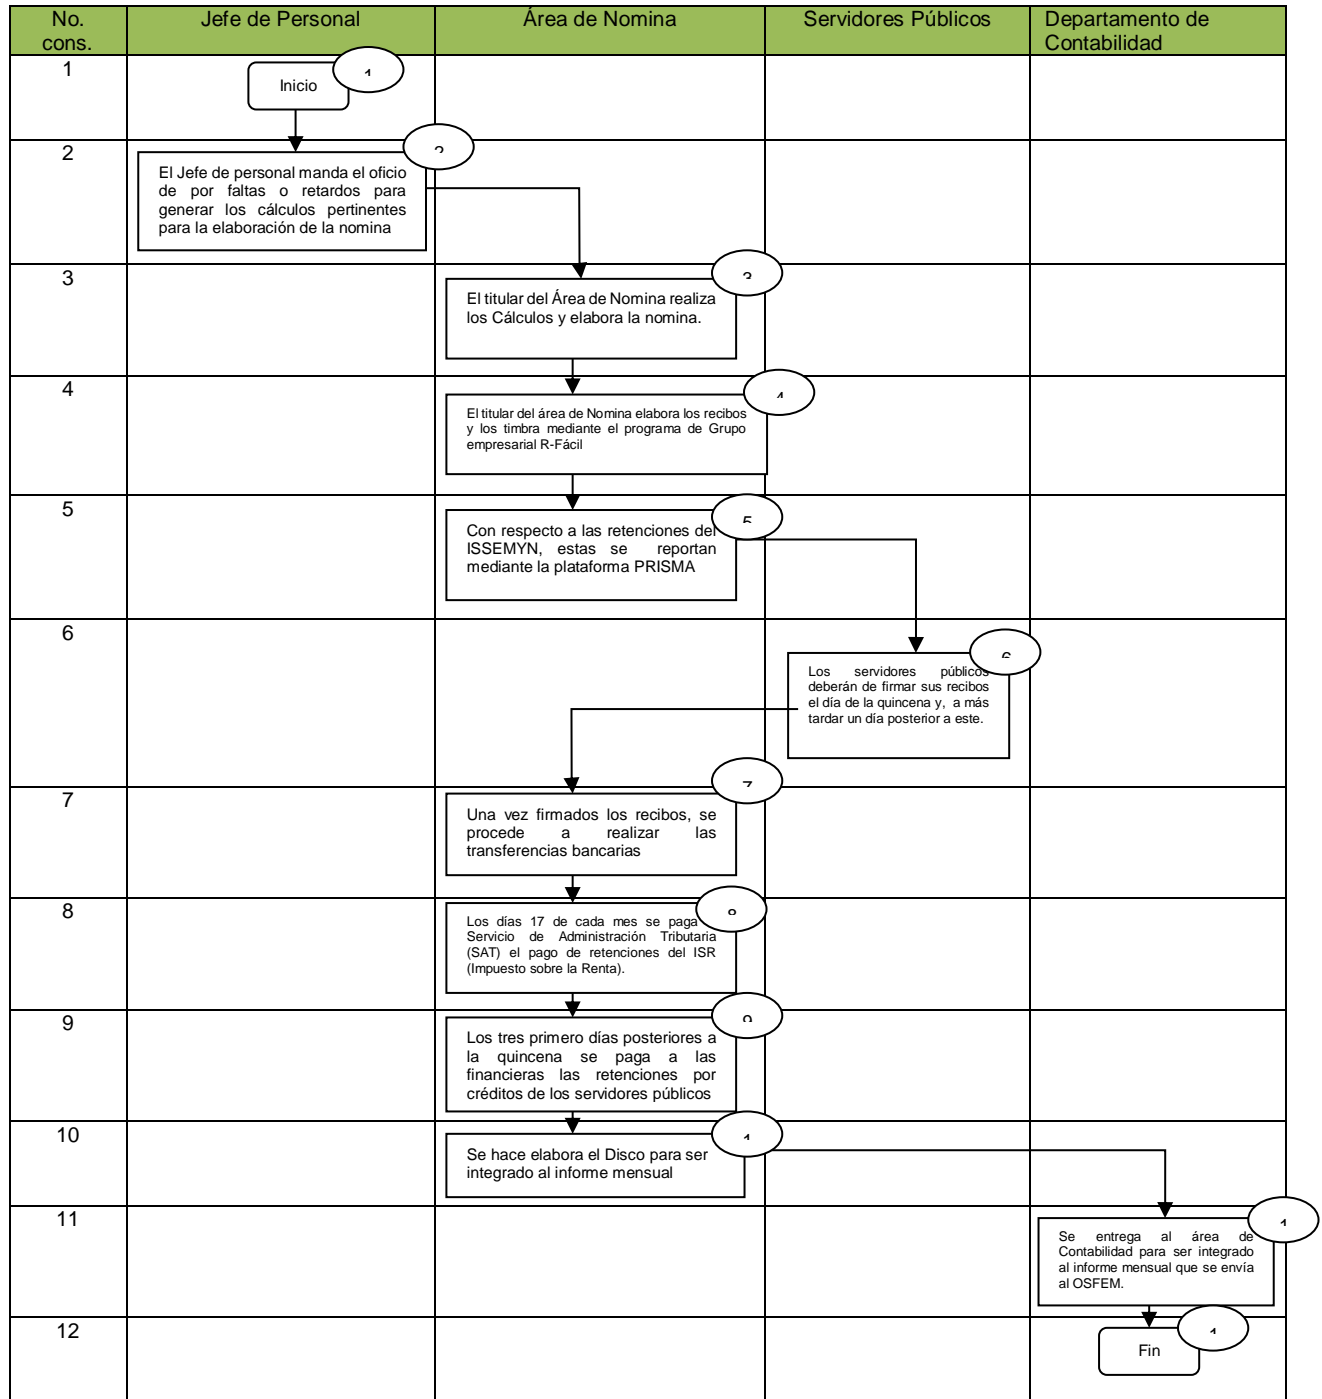 No. cons.
Jefe de Personal
Área de Nomina
Servidores Públicos
Departamento de Contabilidad
1
Inicio
2
El Jefe de personal manda el oficio
de por faltas o retardos para
generar los cálculos pertinentes
para la elaboración de la nomina
3
El titular del Área de Nomina realiza
los Cálculos y elabora la nomina.
4
El titular del área de Nomina elabora los recibos
y los timbra mediante el programa de Grupo
empresarial R-Fácil
5
Con respecto a las retenciones del
ISSEMYN, estas se reportan
mediante la plataforma PRISMA
6
Los servidores públicos
deberán de firmar sus recibos
el día de la quincena y, a más
tardar un día posterior a este.
7
Una vez firmados los recibos, se
procede a realizar las
transferencias bancarias
8
Los días 17 de cada mes se paga
Servicio de Administración Tributaria
(SAT) el pago de retenciones del ISR
(Impuesto sobre la Renta).
9
Los tres primero días posteriores a
la quincena se paga a las
financieras las retenciones por
créditos de los servidores públicos
10
Se hace elabora el Disco para ser
integrado al informe mensual
11
Se entrega al área de
Contabilidad para ser integrado
al informe mensual que se envía
al OSFEM.
12
Fin